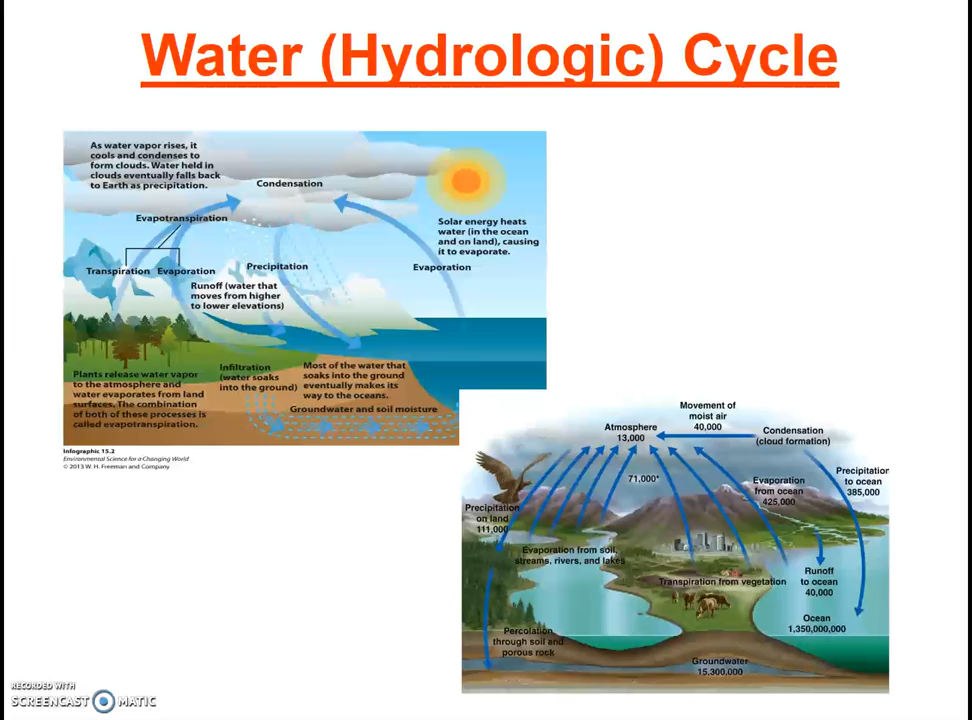 Water (Hydrologic) Cycle
As water vapor rises, it
cools and condenses to
form clouds. Water held in
clouds eventually falls back
to Earth as precipitation.
Condensation
Evapotranspiration
Transpiration
Evaporation
Precipitation
Solar energy heats
water (in the ocean
and on land), causing
it to evaporate.
Evaporation
Runoff (water that
moves from higher
to lower elevations)
Plants release water vapor
to the atmosphere and
water evaporates from land
surfaces. The combination
of both of these processes is
called evapotranspiration.
Infiltration
(water soaks
into the ground)
Most of the water that
soaks into the ground
eventually makes its
way to the oceans.
Groundwater and soil moisture
Infographic 15.2
Environmental Science for a Changing World
© 2013 W. H. Freeman and Company
Movement of
moist air
40,000
Atmosphere
13,000
Condensation
(cloud formation)
71,000*
Precipitation
to ocean
385,000
Evaporation
from ocean
425,000
Precipitation
on land
111,000
Evaporation from soil,
streams, rivers, and lakes
Transpiration from vegetation
Runoff
to ocean
40,000
Ocean
1,350,000,000
Percolation
through soil and
porous rock
Groundwater
15,300,000
RECORDED WITH
SCREENCAST MATIC